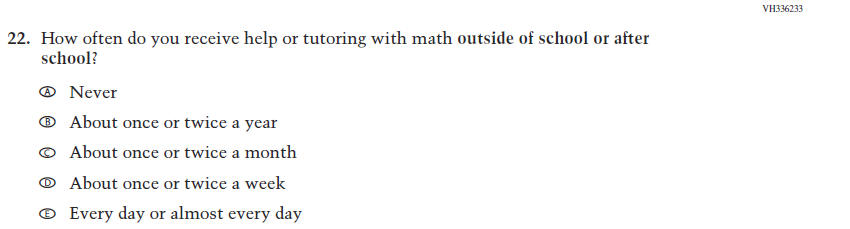 VH336233
22. How often do you receive help or tutoring with math outside of school or after
school?
A Never
B About once or twice a year
C About once or twice a month
D About once or twice a week
E Every day or almost every day